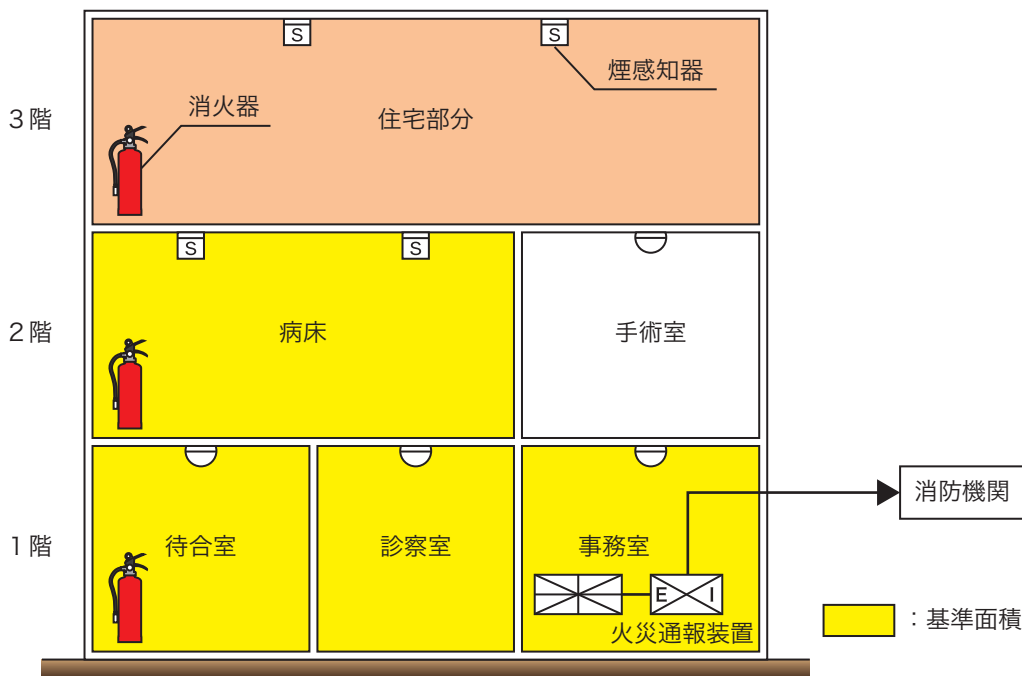 S
S
煙感知器
消火器
3階
住宅部分
S
S
2階
病床
手術室
消防機関
1階
待合室
診察室
事務室
E I
火災通報装置
：基準面積